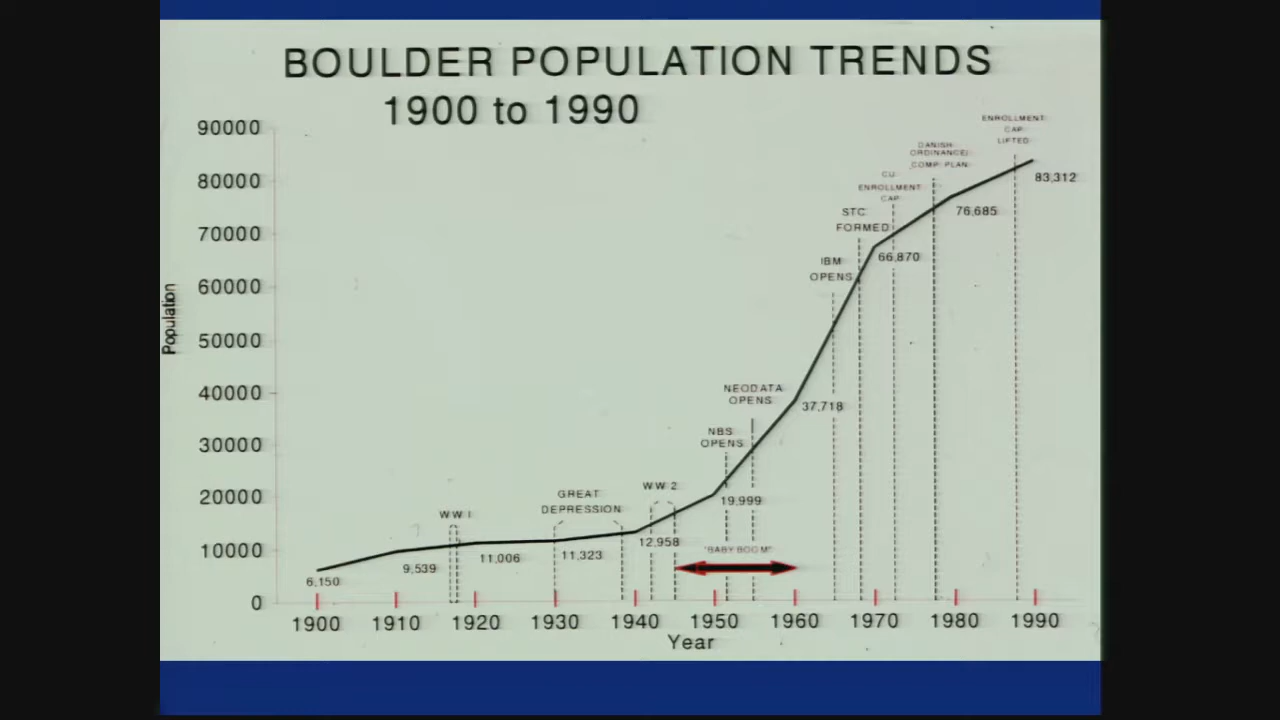 BOULDER POPULATION TRENDS
1900 to 1990
90000
80000
70000
60000
50000
40000
30000
20000
10000
0
Population
ENROLLMENT
CAP
LIFTED
DANISH
ORDINANCE/
COMP. PLAN
CU
ENROLLMENT
CAP
STC
FORMED
IBM
OPENS
NEODATA
OPENS
NBS
OPENS
WW 2
GREAT
DEPRESSION
WW I
"BABY BOOM"
6,150
9,539
11,006
11,323
12,958
19,999
37,718
66,870
76,685
83,312
1900 1910 1920 1930 1940 1950 1960 1970 1980 1990
Year